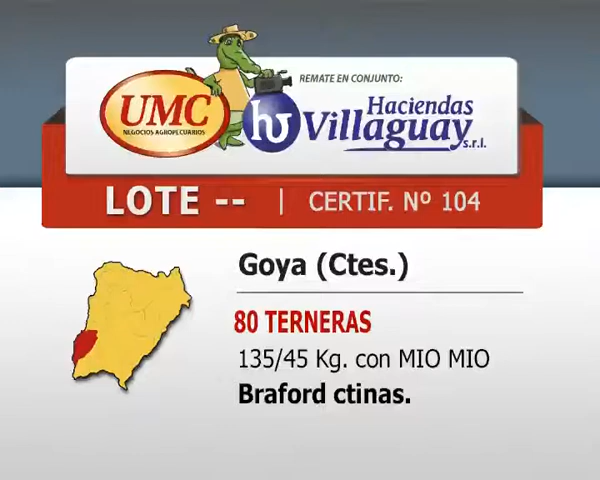 REMATE EN CONJUNTO:
UMC
NEGOCIOS AGROPECUARIOS
hv
Haciendas
Villaguay
s.r.l.
LOTE -- | CERTIF. Nº 104
Goya (Ctes.)
80 TERNERAS
135/45 Kg. con MIO MIO
Braford ctinas.